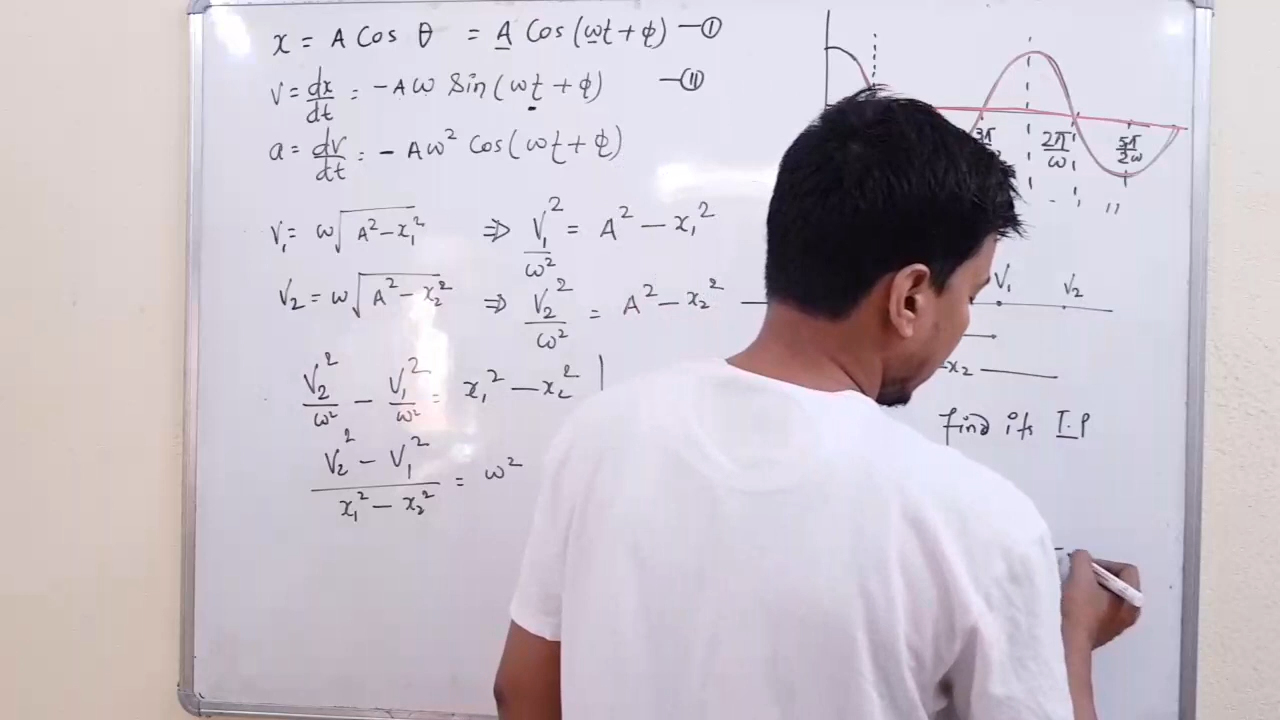 x = A Cos θ = A Cos (ωt + φ) —Ⓘ
V = dx/dt = -Aω Sin (ωt + φ) —Ⓘⓘ
a = dv/dt = -Aω² Cos (ωt + φ)
V₁ = ω√(A² - x₁²) ⇒ V₁²/ω² = A² - x₁²
V₂ = ω√(A² - x₂²) ⇒ V₂²/ω² = A² - x₂² —
V₂²/ω² - V₁²/ω² = x₁² - x₂²
(V₂² - V₁²)/(x₁² - x₂²) = ω²
2π/ω 5π/2ω
V₁ V₂
x₂
find its T.P